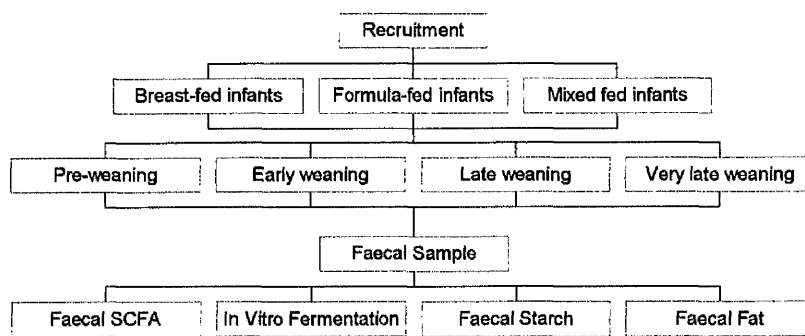 Recruitment
Breast-fed infants
Formula-fed infants
Mixed fed infants
Pre-weaning
Early weaning
Late weaning
Very late weaning
Faecal Sample
Faecal SCFA
In Vitro Fermentation
Faecal Starch
Faecal Fat